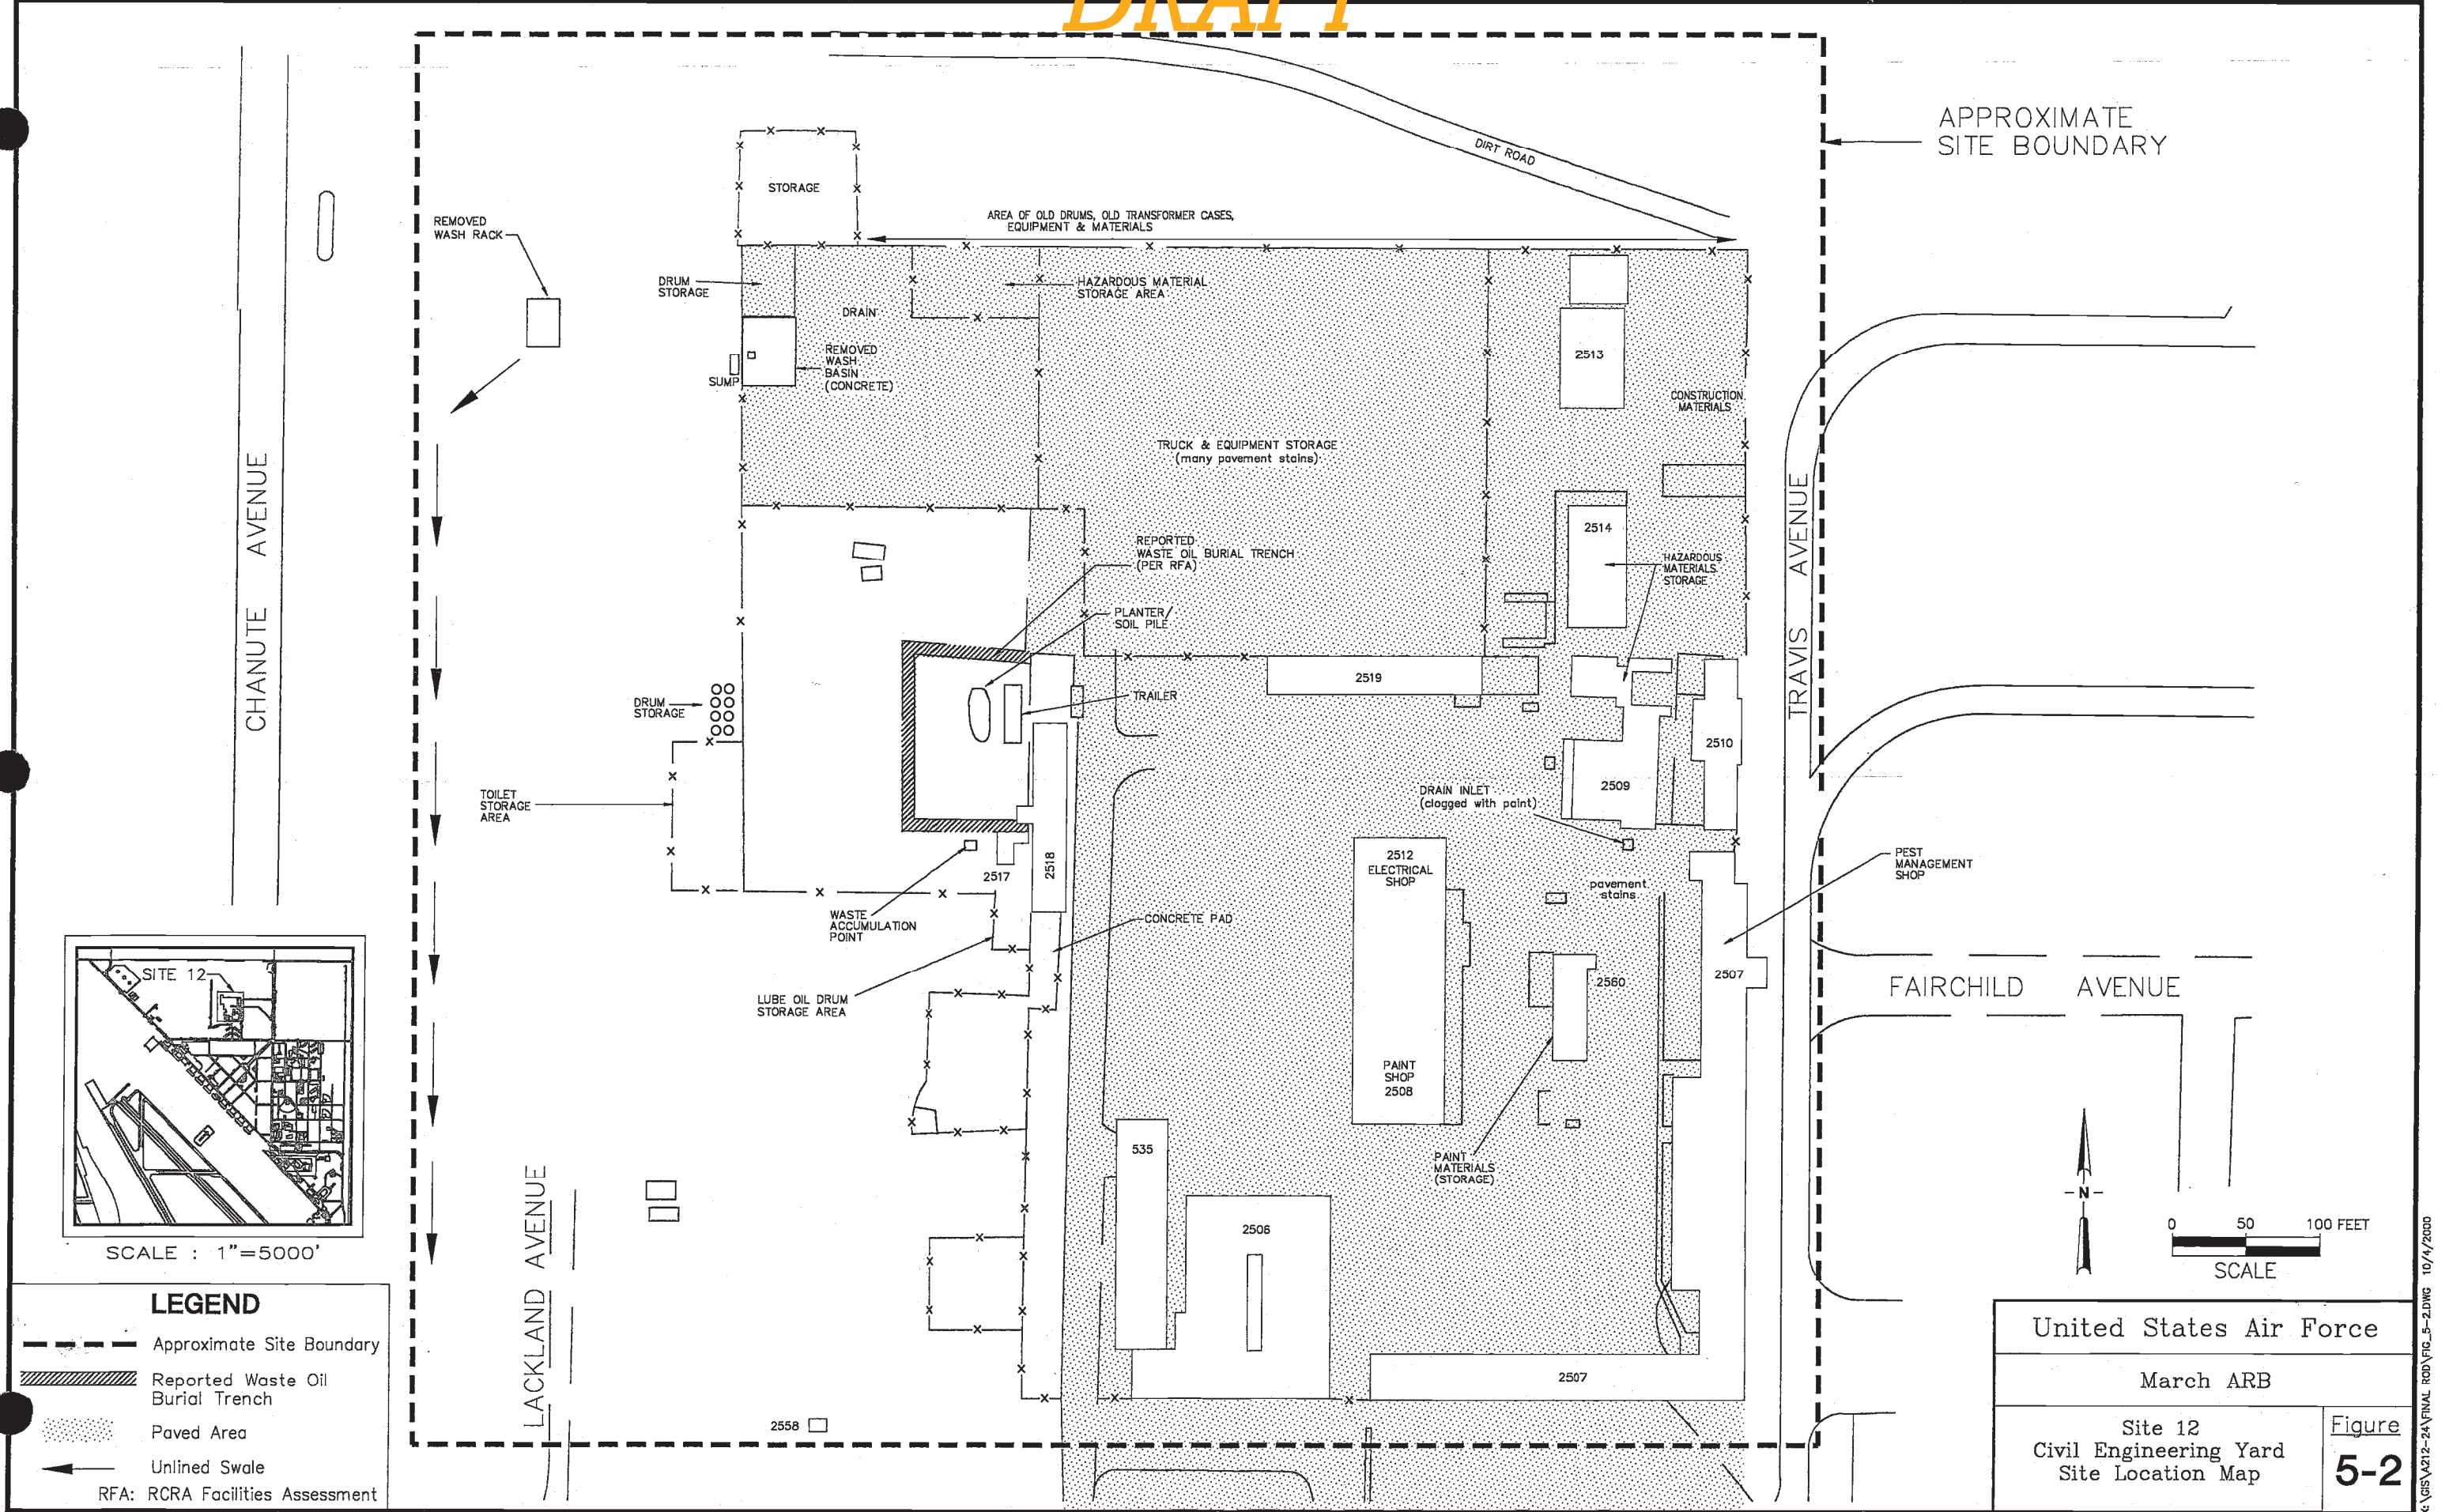 DRAFT
APPROXIMATE
SITE BOUNDARY
DIRT ROAD
STORAGE
REMOVED
WASH RACK
AREA OF OLD DRUMS, OLD TRANSFORMER CASES,
EQUIPMENT & MATERIALS
DRUM
STORAGE
HAZARDOUS MATERIAL
STORAGE AREA
DRAIN
REMOVED
WASH
BASIN
(CONCRETE)
SUMP
2513
CONSTRUCTION
MATERIALS
TRUCK & EQUIPMENT STORAGE
(many pavement stains)
CHANUTE AVENUE
TRAVIS AVENUE
2514
REPORTED
WASTE OIL BURIAL TRENCH
(PER RFA)
HAZARDOUS
MATERIALS
STORAGE
PLANTER/
SOIL PILE
2519
TRAILER
DRUM
STORAGE
2510
2509
TOILET
STORAGE
AREA
DRAIN INLET
(clogged with paint)
2518
2512
ELECTRICAL
SHOP
2517
PEST
MANAGEMENT
SHOP
pavement
stains
WASTE
ACCUMULATION
POINT
CONCRETE PAD
SITE 12
2507
2560
FAIRCHILD AVENUE
LUBE OIL DRUM
STORAGE AREA
PAINT
SHOP
2508
535
PAINT
MATERIALS
(STORAGE)
LACKLAND AVENUE
N
2506
0 50 100 FEET
SCALE
SCALE : 1"=5000'
LEGEND
Approximate Site Boundary
Reported Waste Oil
Burial Trench
Paved Area
Unlined Swale
RFA: RCRA Facilities Assessment
2507
2558
United States Air Force
March ARB
Site 12
Civil Engineering Yard
Site Location Map
Figure
5-2
K:\GIS\A212-24\FINAL ROD\FIG_5-2.DWG 10/4/2000